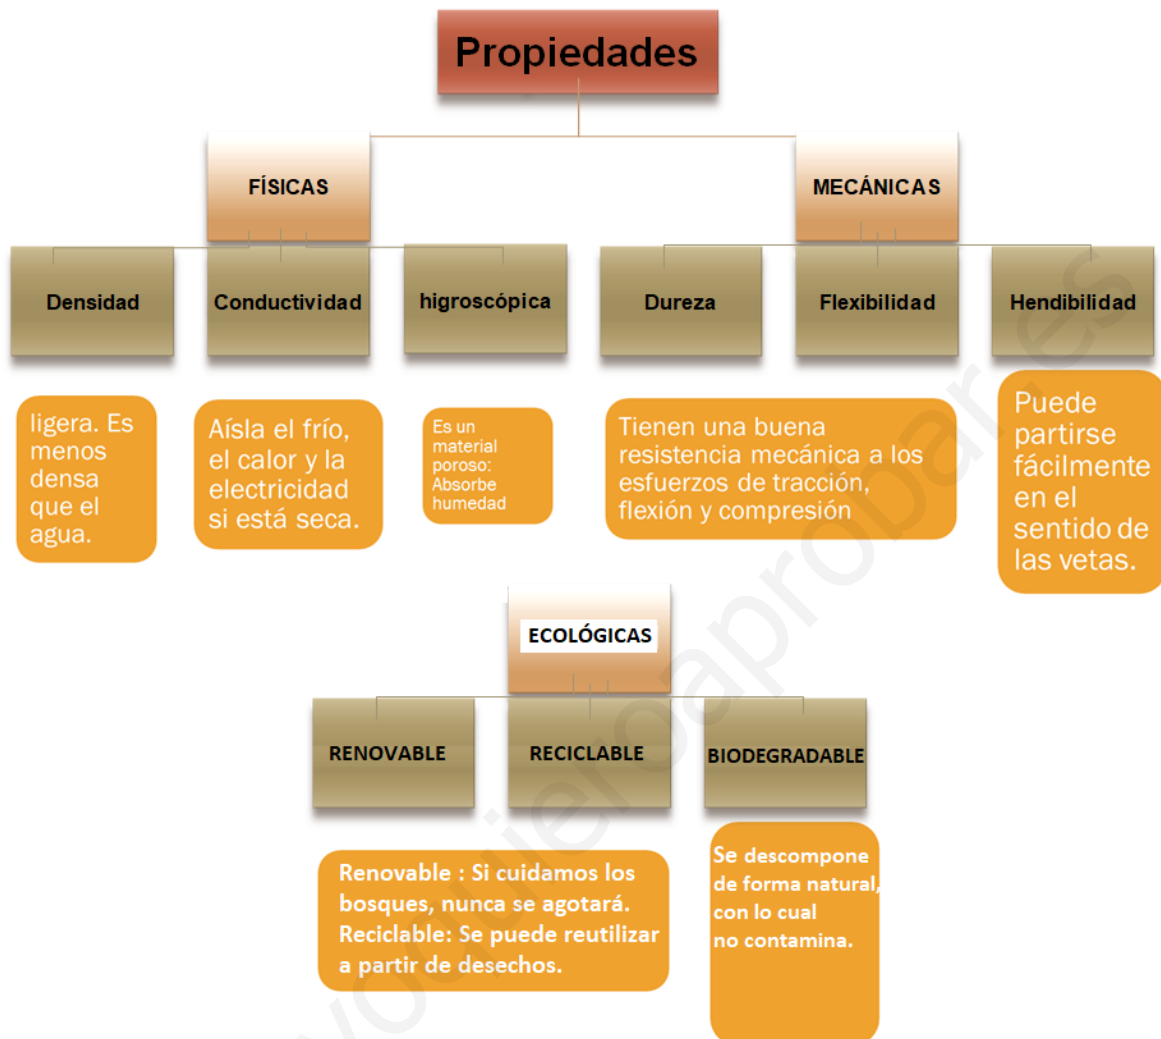 Propiedades
FÍSICAS
MECÁNICAS
Densidad
Conductividad
higroscópica
Dureza
Flexibilidad
Hendibilidad
ligera. Es
menos
densa
que el
agua.
Aísla el frío,
el calor y la
electricidad
si está seca.
Es un
material
poroso:
Absorbe
humedad
Tienen una buena
resistencia mecánica a los
esfuerzos de tracción,
flexión y compresión
Puede
partirse
fácilmente
en el
sentido de
las vetas.
ECOLÓGICAS
RENOVABLE
RECICLABLE
BIODEGRADABLE
Renovable : Si cuidamos los
bosques, nunca se agotará.
Reciclable: Se puede reutilizar
a partir de desechos.
Se descompone
de forma natural,
con lo cual
no contamina.
yoquieroaprobar.es